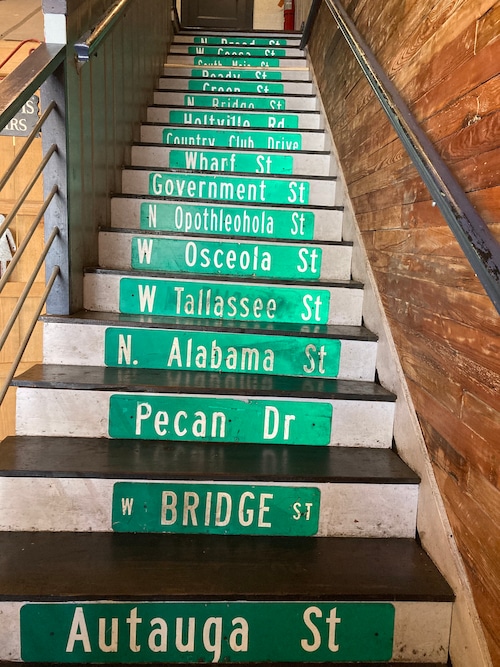 N Broad St
W Coosa St
South Main St
Ready St
Green St
N Bridge St
Holtville Rd
Country Club Drive
Wharf St
Government St
N Opothleohola St
W Osceola St
W Tallassee St
N. Alabama St
Pecan Dr
W BRIDGE ST
Autauga St